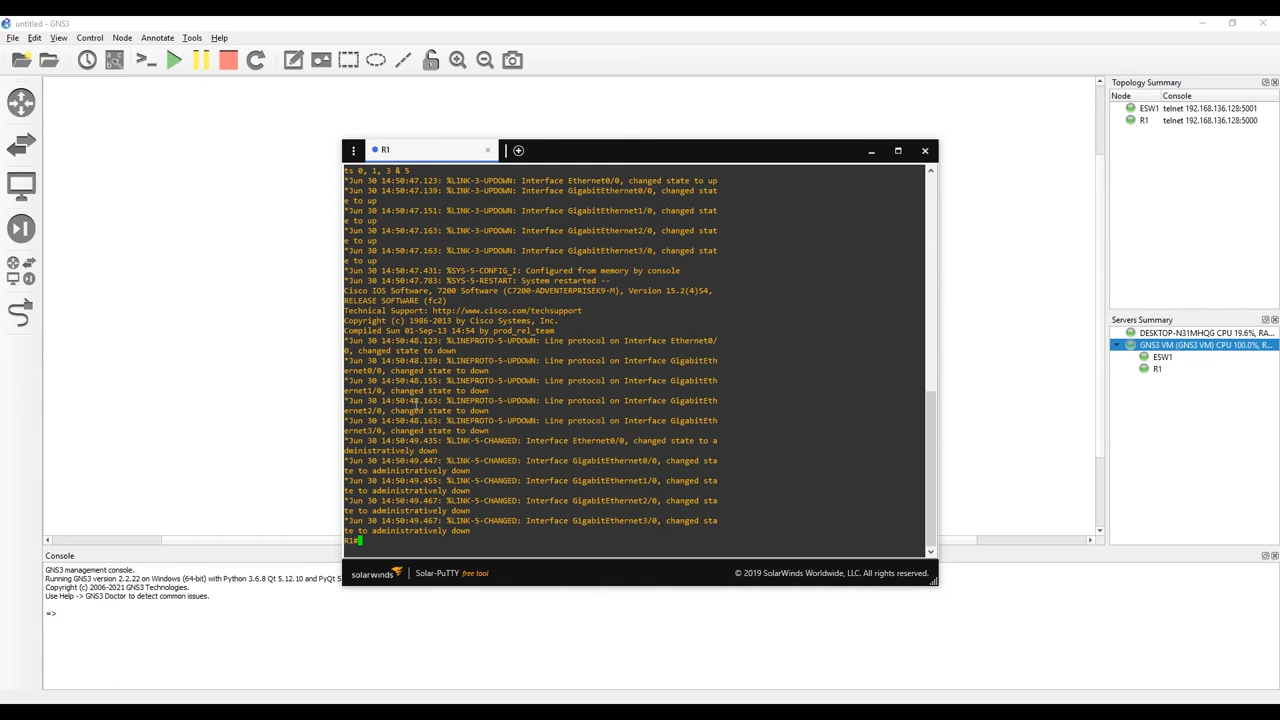 untitled - GNS3
File Edit View Control Node Annotate Tools Help
Topology Summary
Node Console
ESW1 telnet 192.168.136.128:5001
R1 telnet 192.168.136.128:5000
R1
ts 0, 1, 3 & 5
*Jun 30 14:50:47.123: %LINK-3-UPDOWN: Interface Ethernet0/0, changed state to up
*Jun 30 14:50:47.139: %LINK-3-UPDOWN: Interface GigabitEthernet0/0, changed stat
e to up
*Jun 30 14:50:47.151: %LINK-3-UPDOWN: Interface GigabitEthernet1/0, changed stat
e to up
*Jun 30 14:50:47.163: %LINK-3-UPDOWN: Interface GigabitEthernet2/0, changed stat
e to up
*Jun 30 14:50:47.163: %LINK-3-UPDOWN: Interface GigabitEthernet3/0, changed stat
e to up
*Jun 30 14:50:47.431: %SYS-5-CONFIG_I: Configured from memory by console
*Jun 30 14:50:47.783: %SYS-5-RESTART: System restarted --
Cisco IOS Software, 7200 Software (C7200-ADVENTERPRISEK9-M), Version 15.2(4)S4,
RELEASE SOFTWARE (fc2)
Technical Support: http://www.cisco.com/techsupport
Copyright (c) 1986-2013 by Cisco Systems, Inc.
Compiled Sun 01-Sep-13 14:54 by prod_rel_team
*Jun 30 14:50:48.123: %LINEPROTO-5-UPDOWN: Line protocol on Interface Ethernet0/
0, changed state to down
*Jun 30 14:50:48.139: %LINEPROTO-5-UPDOWN: Line protocol on Interface GigabitEth
ernet0/0, changed state to down
*Jun 30 14:50:48.155: %LINEPROTO-5-UPDOWN: Line protocol on Interface GigabitEth
ernet1/0, changed state to down
*Jun 30 14:50:48.163: %LINEPROTO-5-UPDOWN: Line protocol on Interface GigabitEth
ernet2/0, changed state to down
*Jun 30 14:50:48.163: %LINEPROTO-5-UPDOWN: Line protocol on Interface GigabitEth
ernet3/0, changed state to down
*Jun 30 14:50:49.435: %LINK-5-CHANGED: Interface Ethernet0/0, changed state to a
dministratively down
*Jun 30 14:50:49.447: %LINK-5-CHANGED: Interface GigabitEthernet0/0, changed sta
te to administratively down
*Jun 30 14:50:49.455: %LINK-5-CHANGED: Interface GigabitEthernet1/0, changed sta
te to administratively down
*Jun 30 14:50:49.467: %LINK-5-CHANGED: Interface GigabitEthernet2/0, changed sta
te to administratively down
*Jun 30 14:50:49.467: %LINK-5-CHANGED: Interface GigabitEthernet3/0, changed sta
te to administratively down
R1#
solarwinds Solar-PuTTY free tool © 2019 SolarWinds Worldwide, LLC. All rights reserved.
Servers Summary
DESKTOP-N31MHQG CPU 19.6%, RA...
GNS3 VM (GNS3 VM) CPU 100.0%, R...
ESW1
R1
Console
GNS3 management console.
Running GNS3 version 2.2.22 on Windows (64-bit) with Python 3.6.8 Qt 5.12.10 and PyQt 5
Copyright (c) 2006-2021 GNS3 Technologies.
Use Help -> GNS3 Doctor to detect common issues.
=>